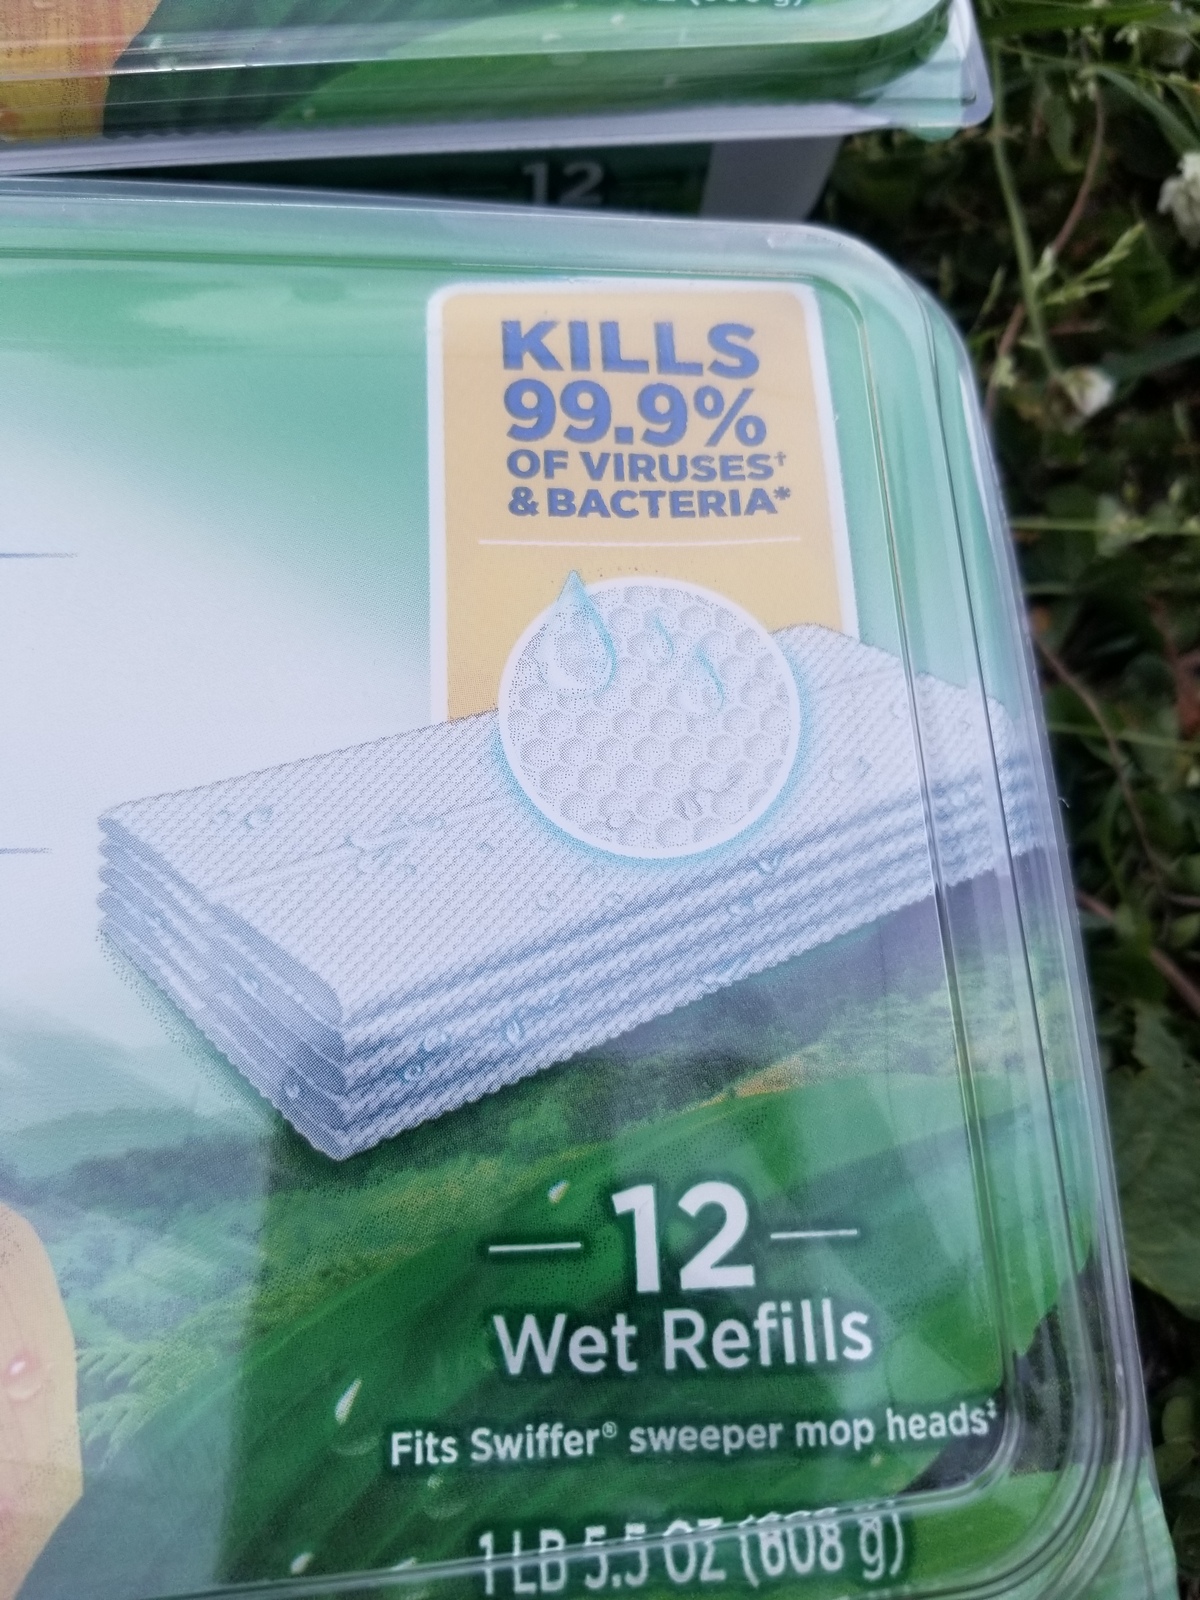 12
KILLS
99.9%
OF VIRUSES†
& BACTERIA*
12
Wet Refills
Fits Swiffer® sweeper mop heads‡
1 LB 5.5 OZ (608 g)